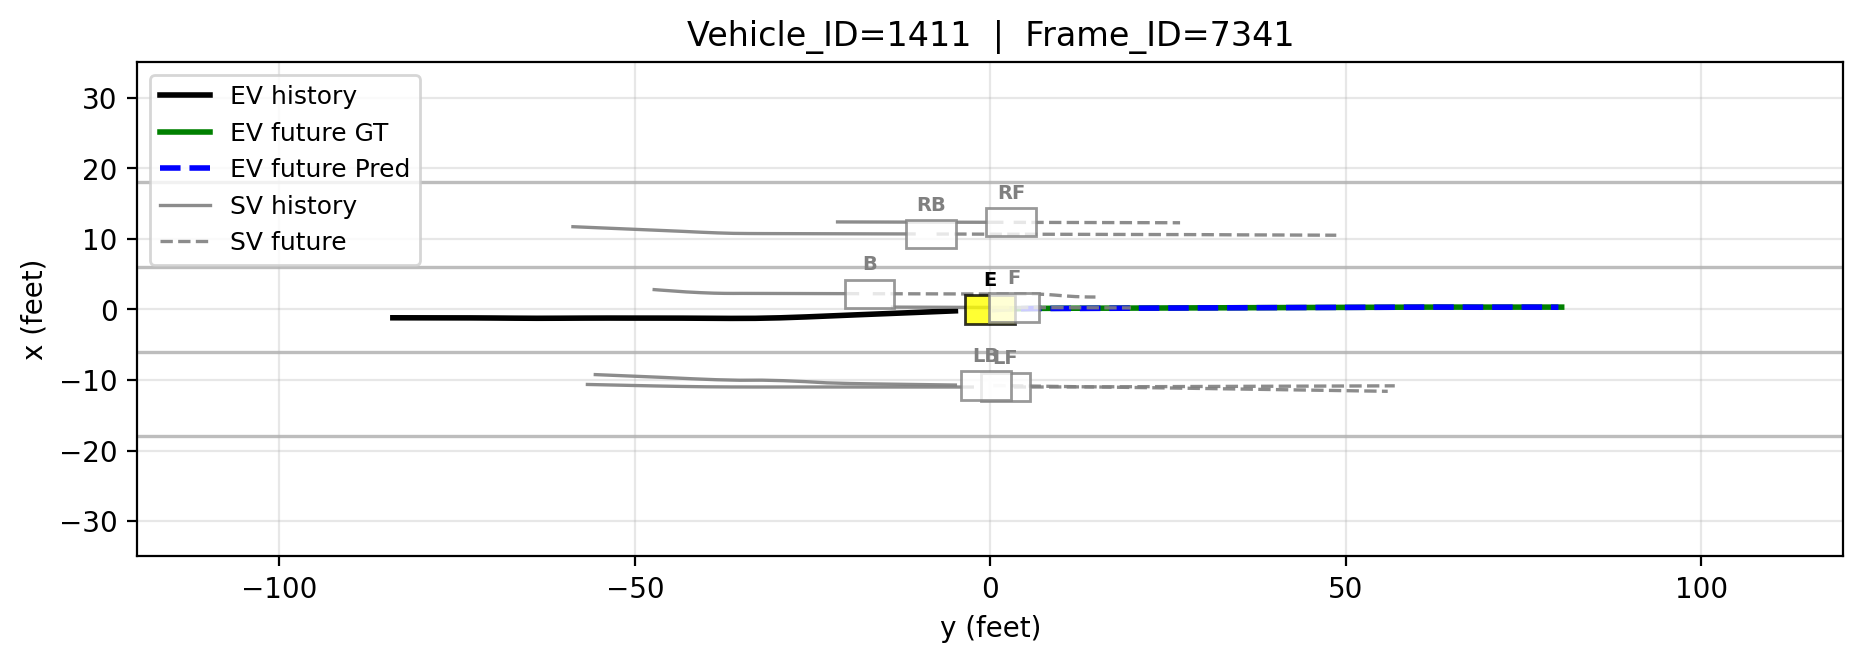 Vehicle_ID=1411 | Frame_ID=7341
EV history
EV future GT
EV future Pred
SV history
SV future
30
20
10
0
−10
−20
−30
x (feet)
RB
RF
B
E
F
LB
LF
−100
−50
0
50
100
y (feet)